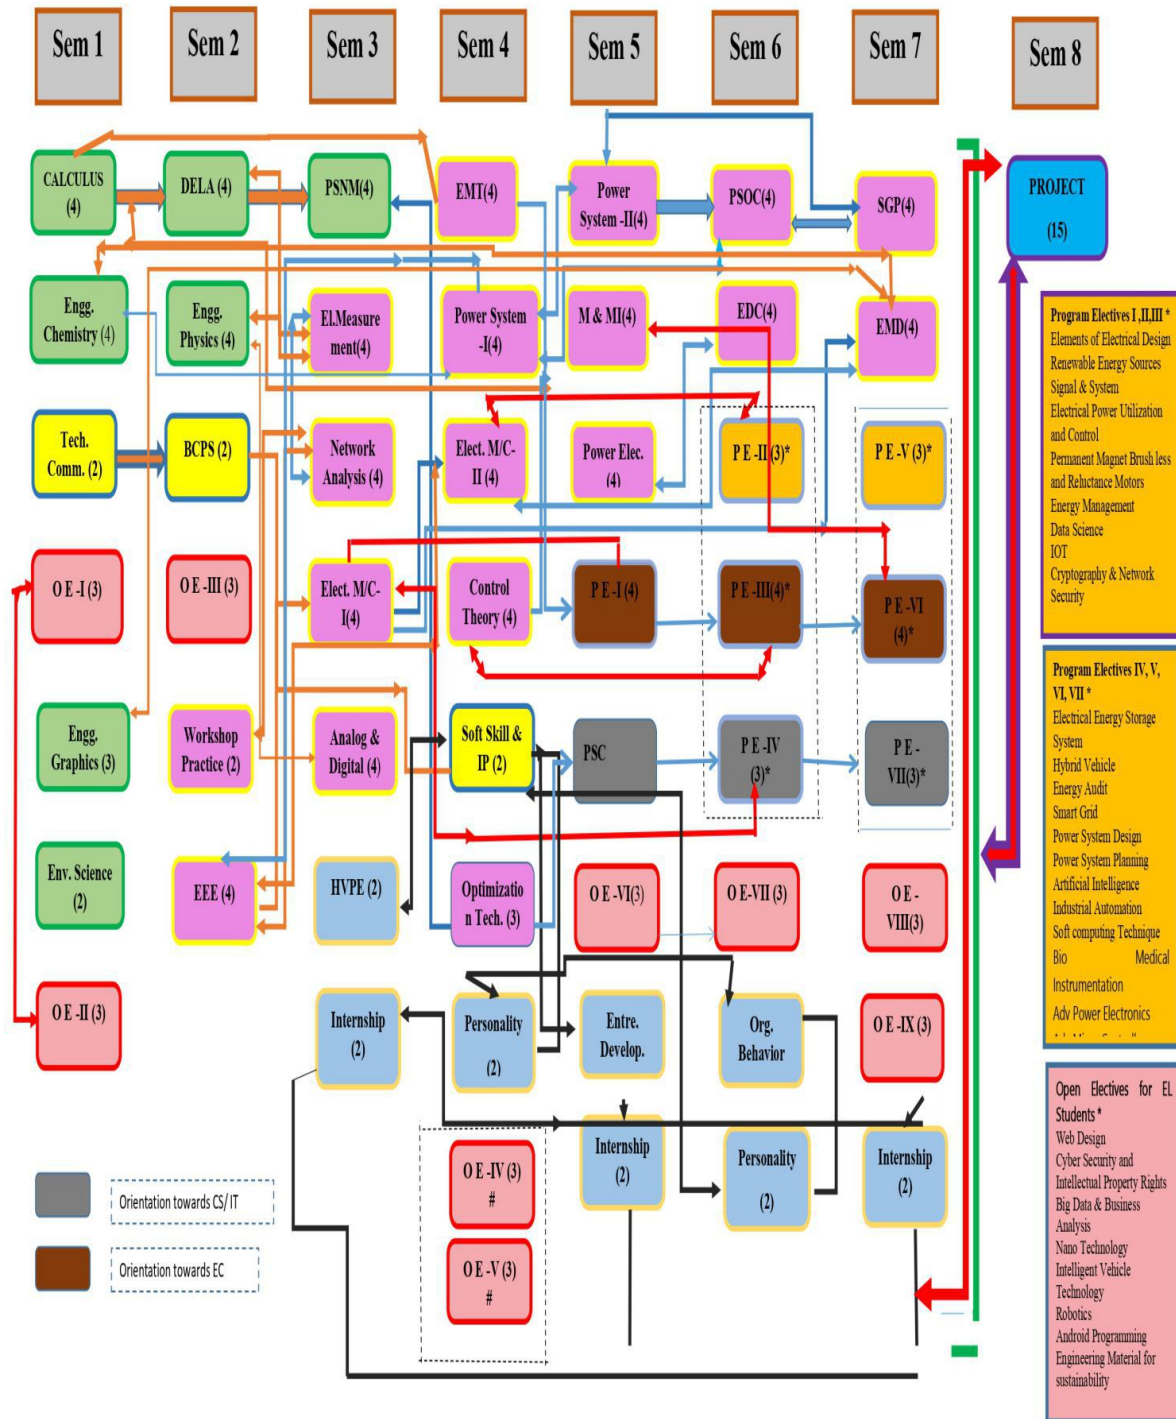 Sem 1
Sem 2
Sem 3
Sem 4
Sem 5
Sem 6
Sem 7
Sem 8
CALCULUS
(4)
DELA (4)
PSNM(4)
EMT(4)
Power
System -II(4)
PSOC(4)
SGP(4)
PROJECT
(15)
Engg.
Chemistry (4)
Engg.
Physics (4)
El.Measure
ment(4)
Power System
-I(4)
M & MI(4)
EDC(4)
EMD(4)
Tech.
Comm. (2)
BCPS (2)
Network
Analysis (4)
Elect. M/C-
II (4)
Power Elec.
(4)
P E -II (3)*
P E -V (3)*
O E -I (3)
O E -III (3)
Elect. M/C-
I(4)
Control
Theory (4)
P E -I (4)
P E -III(4)*
P E -VI
(4)*
Engg.
Graphics (3)
Workshop
Practice (2)
Analog &
Digital (4)
Soft Skill &
IP (2)
PSC
P E -IV
(3)*
P E -
VII(3)*
Env. Science
(2)
EEE (4)
HVPE (2)
Optimizatio
n Tech. (3)
O E -VI(3)
O E-VII (3)
O E -
VIII(3)
O E -II (3)
Internship
(2)
Personality
(2)
Entre.
Develop.
Org.
Behavior
O E -IX (3)
O E -IV (3)
#
Internship
(2)
Personality
(2)
Internship
(2)
O E -V (3)
#
Orientation towards CS/ IT
Orientation towards EC
Program Electives I ,II,III *
Elements of Electrical Design
Renewable Energy Sources
Signal & System
Electrical Power Utilization
and Control
Permanent Magnet Brush less
and Reluctance Motors
Energy Management
Data Science
IOT
Cryptography & Network
Security
Program Electives IV, V,
VI, VII *
Electrical Energy Storage
System
Hybrid Vehicle
Energy Audit
Smart Grid
Power System Design
Power System Planning
Artificial Intelligence
Industrial Automation
Soft computing Technique
Bio Medical
Instrumentation
Adv Power Electronics
Open Electives for EL
Students *
Web Design
Cyber Security and
Intellectual Property Rights
Big Data & Business
Analysis
Nano Technology
Intelligent Vehicle
Technology
Robotics
Android Programming
Engineering Material for
sustainability